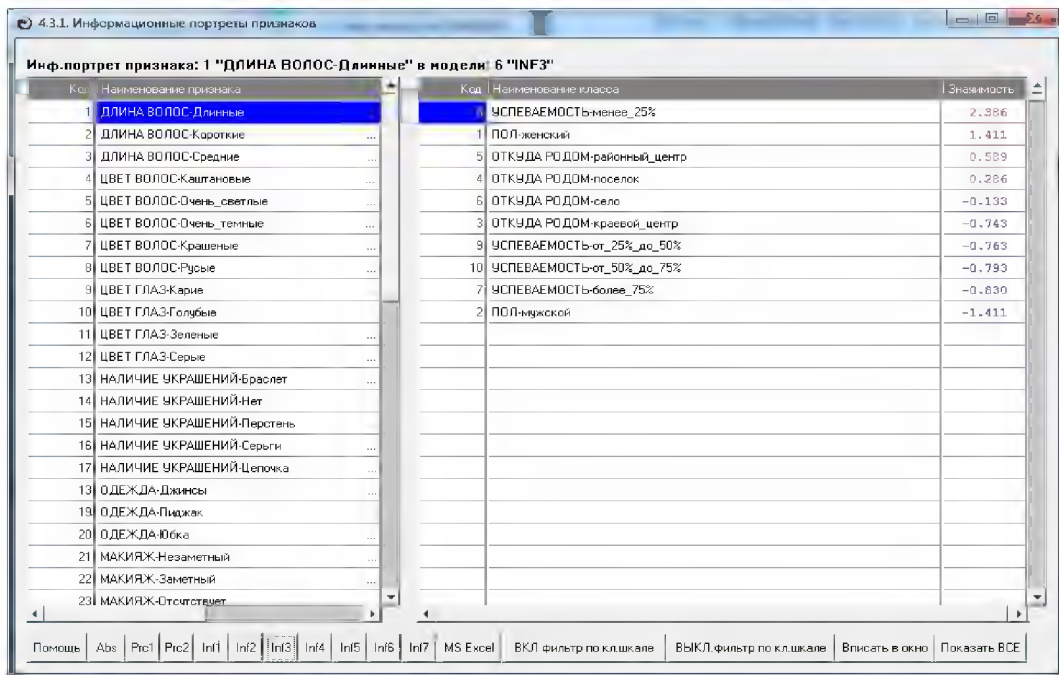 4.3.1. Информационные портреты признаков
Инф.портрет признака: 1 "ДЛИНА ВОЛОС-Длинные" в модели: 6 "INF3"
Код Наименование признака
1 ДЛИНА ВОЛОС-Длинные
2 ДЛИНА ВОЛОС-Короткие ...
3 ДЛИНА ВОЛОС-Средние ...
4 ЦВЕТ ВОЛОС-Каштановые ...
5 ЦВЕТ ВОЛОС-Очень_светлые ...
6 ЦВЕТ ВОЛОС-Очень_темные ...
7 ЦВЕТ ВОЛОС-Крашеные ...
8 ЦВЕТ ВОЛОС-Русые ...
9 ЦВЕТ ГЛАЗ-Карие
10 ЦВЕТ ГЛАЗ-Голубые
11 ЦВЕТ ГЛАЗ-Зеленые ...
12 ЦВЕТ ГЛАЗ-Серые ...
13 НАЛИЧИЕ УКРАШЕНИЙ-Браслет ...
14 НАЛИЧИЕ УКРАШЕНИЙ-Нет
15 НАЛИЧИЕ УКРАШЕНИЙ-Перстень
16 НАЛИЧИЕ УКРАШЕНИЙ-Серьги ...
17 НАЛИЧИЕ УКРАШЕНИЙ-Цепочка ...
18 ОДЕЖДА-Джинсы ...
19 ОДЕЖДА-Пиджак
20 ОДЕЖДА-Юбка ...
21 МАКИЯЖ-Незаметный
22 МАКИЯЖ-Заметный ...
23 МАКИЯЖ-Отсутствует
Код Наименование класса Значимость
8 УСПЕВАЕМОСТЬ-менее_25% 2.386
1 ПОЛ-женский 1.411
5 ОТКУДА РОДОМ-районный_центр 0.589
4 ОТКУДА РОДОМ-поселок 0.286
6 ОТКУДА РОДОМ-село -0.133
3 ОТКУДА РОДОМ-краевой_центр -0.743
9 УСПЕВАЕМОСТЬ-от_25%_до_50% -0.763
10 УСПЕВАЕМОСТЬ-от_50%_до_75% -0.793
7 УСПЕВАЕМОСТЬ-более_75% -0.830
2 ПОЛ-мужской -1.411
Помощь Abs Prc1 Prc2 Inf1 Inf2 Inf3 Inf4 Inf5 Inf6 Inf7 MS Excel ВКЛ.фильтр по кл.шкале ВЫКЛ.фильтр по кл.шкале Вписать в окно Показать ВСЕ